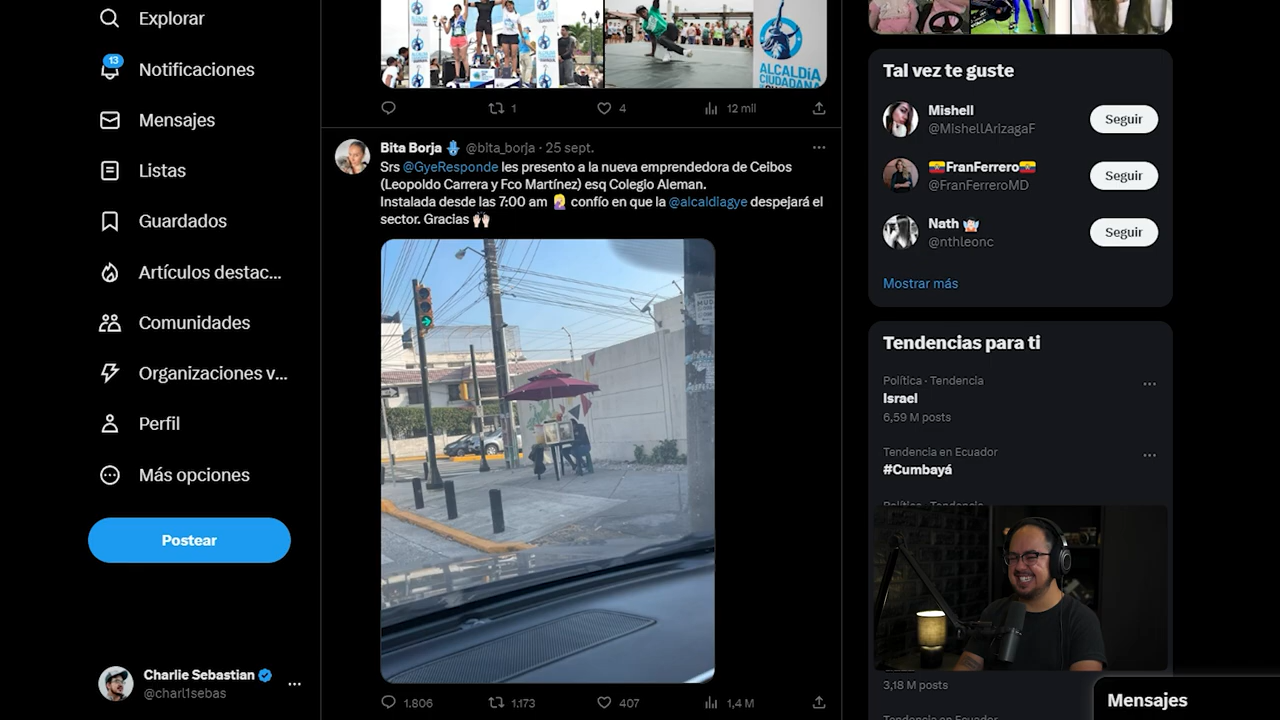 Explorar
13
Notificaciones
Mensajes
Listas
Guardados
Artículos destac...
Comunidades
Organizaciones v...
Perfil
Más opciones
Postear
Charlie Sebastian
@charl1sebas
ALCALDÍA
CIUDADANA
1
4
12 mil
Bita Borja @bita_borja · 25 sept.
Srs @GyeResponde les presento a la nueva emprendedora de Ceibos
(Leopoldo Carrera y Fco Martínez) esq Colegio Aleman.
Instalada desde las 7:00 am 🤦🏼‍♀️ confío en que la @alcaldiagye despejará el
sector. Gracias 🙌🏻
1.806
1.173
407
1,4 M
Tal vez te guste
Mishell
@MishellArizagaF
Seguir
🇪🇨FranFerrero🇪🇨
@FranFerreroMD
Seguir
Nath
@nthleonc
Seguir
Mostrar más
Tendencias para ti
Política · Tendencia
Israel
6,59 M posts
Tendencia en Ecuador
#Cumbayá
Política · Tendencia
3,18 M posts
Tendencia en Ecuador
Mensajes